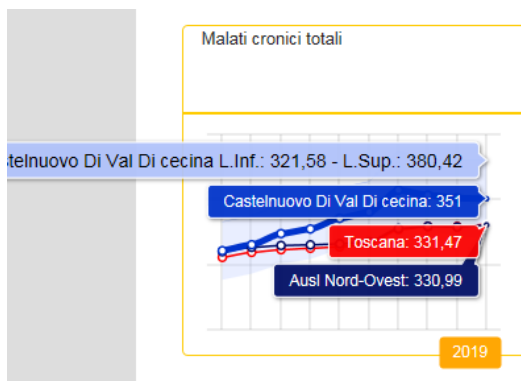 Malati cronici totali
telnuovo Di Val Di cecina L.Inf.: 321,58 - L.Sup.: 380,42
Castelnuovo Di Val Di cecina: 351
Toscana: 331,47
Ausl Nord-Ovest: 330,99
2019